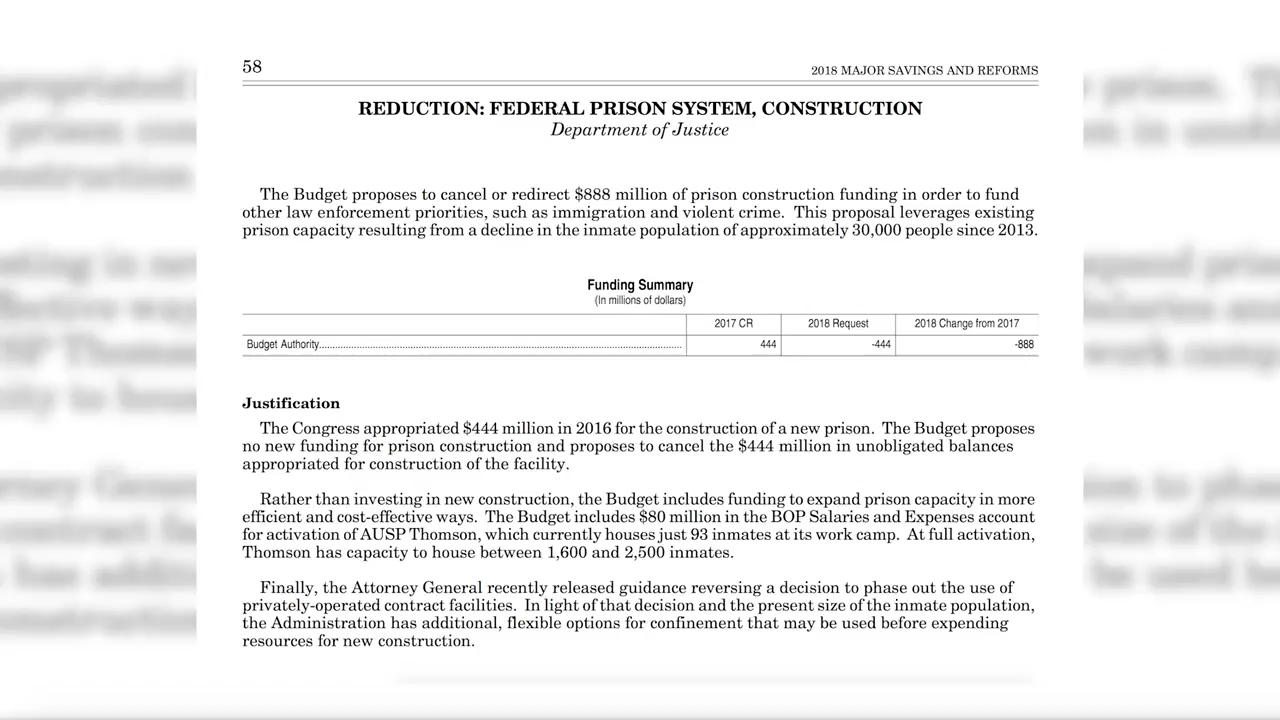 58
2018 MAJOR SAVINGS AND REFORMS
REDUCTION: FEDERAL PRISON SYSTEM, CONSTRUCTION
Department of Justice
The Budget proposes to cancel or redirect $888 million of prison construction funding in order to fund
other law enforcement priorities, such as immigration and violent crime. This proposal leverages existing
prison capacity resulting from a decline in the inmate population of approximately 30,000 people since 2013.
Funding Summary
(In millions of dollars)
2017 CR 2018 Request 2018 Change from 2017
Budget Authority 444 -444 -888
Justification
The Congress appropriated $444 million in 2016 for the construction of a new prison. The Budget proposes
no new funding for prison construction and proposes to cancel the $444 million in unobligated balances
appropriated for construction of the facility.
Rather than investing in new construction, the Budget includes funding to expand prison capacity in more
efficient and cost-effective ways. The Budget includes $80 million in the BOP Salaries and Expenses account
for activation of AUSP Thomson, which currently houses just 93 inmates at its work camp. At full activation,
Thomson has capacity to house between 1,600 and 2,500 inmates.
Finally, the Attorney General recently released guidance reversing a decision to phase out the use of
privately-operated contract facilities. In light of that decision and the present size of the inmate population,
the Administration has additional, flexible options for confinement that may be used before expending
resources for new construction.